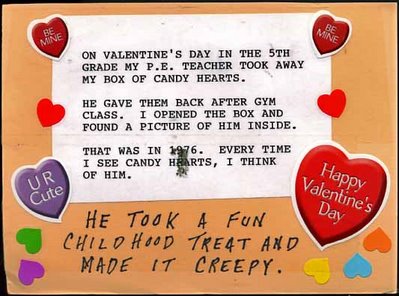 BE
MINE
BE
MINE
ON VALENTINE'S DAY IN THE 5TH
GRADE MY P.E. TEACHER TOOK AWAY
MY BOX OF CANDY HEARTS.
HE GAVE THEM BACK AFTER GYM
CLASS. I OPENED THE BOX AND
FOUND A PICTURE OF HIM INSIDE.
THAT WAS IN 1976. EVERY TIME
I SEE CANDY HEARTS, I THINK
OF HIM.
U R
Cute
Happy
Valentine's
Day
HE TOOK A FUN
CHILDHOOD TREAT AND
MADE IT CREEPY.